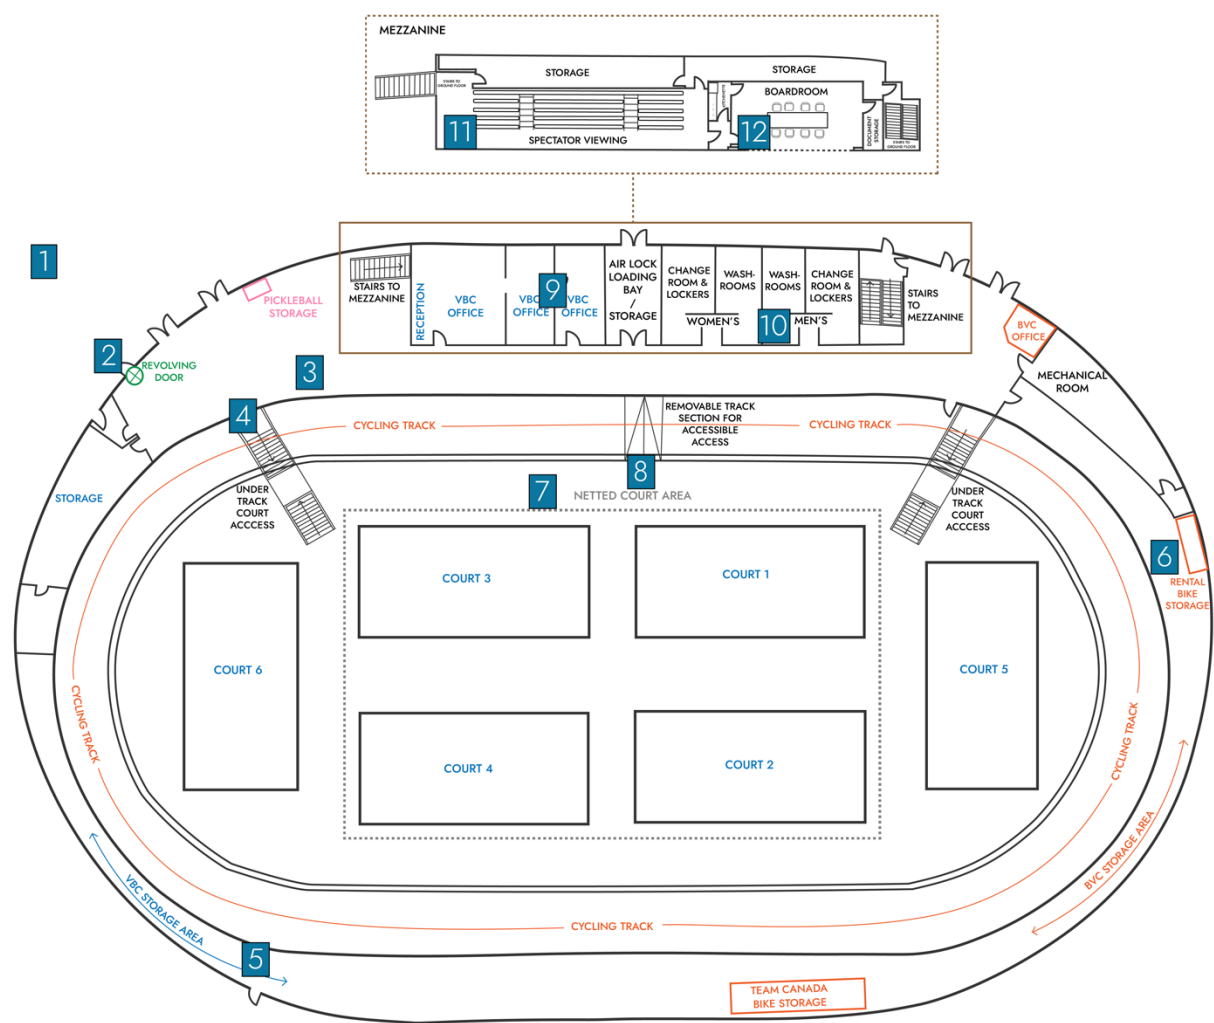 MEZZANINE
STORAGE
STORAGE
STAIRS TO
GROUND FLOOR
BOARDROOM
KITCHENETTE
11
12
SPECTATOR VIEWING
DOCUMENT
STORAGE
STAIRS TO
GROUND FLOOR
1
PICKLEBALL
STORAGE
STAIRS TO
MEZZANINE
RECEPTION
VBC
OFFICE
VBC
OFFICE
9
VBC
OFFICE
AIR LOCK
LOADING
BAY
/
STORAGE
CHANGE
ROOM &
LOCKERS
WASH-
ROOMS
WOMEN'S
WASH-
ROOMS
CHANGE
ROOM &
LOCKERS
10
MEN'S
STAIRS
TO
MEZZANINE
BVC
OFFICE
MECHANICAL
ROOM
2
REVOLVING
DOOR
3
4
CYCLING TRACK
REMOVABLE TRACK
SECTION FOR
ACCESSIBLE
ACCESS
CYCLING TRACK
STORAGE
UNDER
TRACK
COURT
ACCCESS
7
8
NETTED COURT AREA
UNDER
TRACK
COURT
ACCCESS
6
RENTAL
BIKE
STORAGE
COURT 3
COURT 1
COURT 6
COURT 5
COURT 4
COURT 2
CYCLING TRACK
CYCLING TRACK
VBC STORAGE AREA
BVC STORAGE AREA
CYCLING TRACK
5
TEAM CANADA
BIKE STORAGE